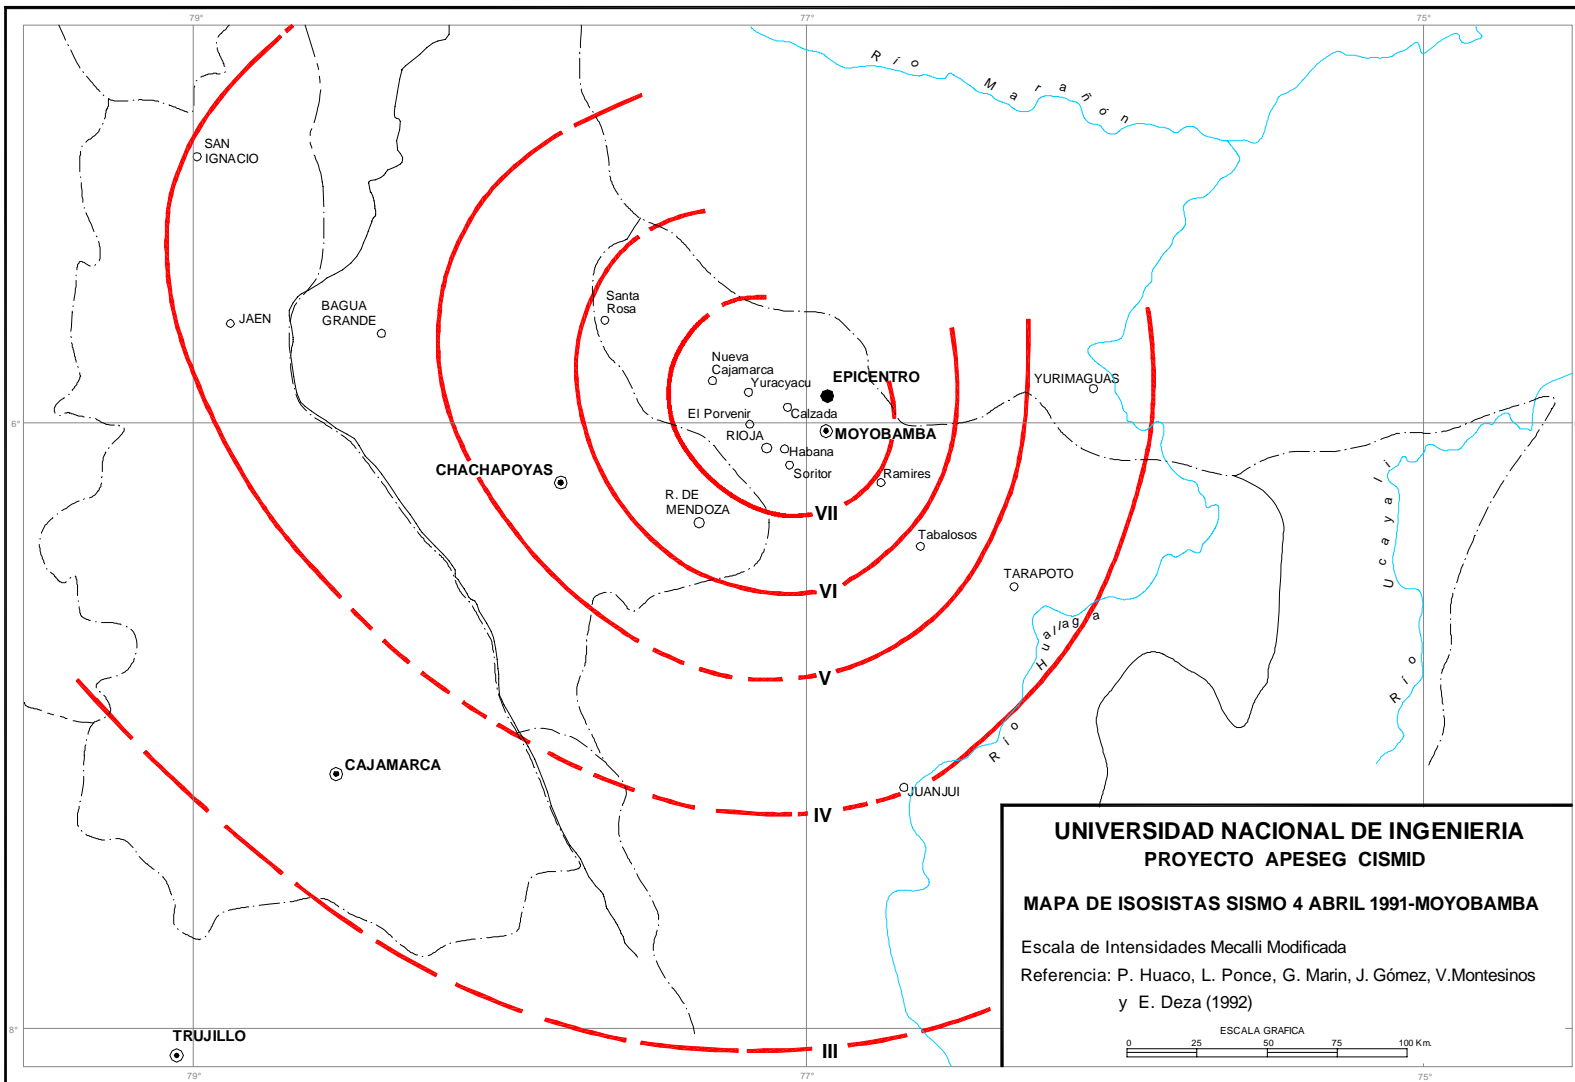 79°
77°
75°
Río Marañón
SAN
IGNACIO
JAEN
BAGUA
GRANDE
Santa
Rosa
Nueva
Cajamarca
Yuracyacu
EPICENTRO
YURIMAGUAS
El Porvenir
Calzada
6°
RIOJA
MOYOBAMBA
Habana
CHACHAPOYAS
Soritor
Ramires
R. DE
MENDOZA
VII
Tabalosos
Río Ucayali
TARAPOTO
VI
Río Huallaga
V
CAJAMARCA
JUANJUI
IV
UNIVERSIDAD NACIONAL DE INGENIERIA
PROYECTO APESEG CISMID
MAPA DE ISOSISTAS SISMO 4 ABRIL 1991-MOYOBAMBA
Escala de Intensidades Mecalli Modificada
Referencia: P. Huaco, L. Ponce, G. Marin, J. Gómez, V.Montesinos
y E. Deza (1992)
ESCALA GRAFICA
0 25 50 75 100 Km.
8°
TRUJILLO
III
79°
77°
75°